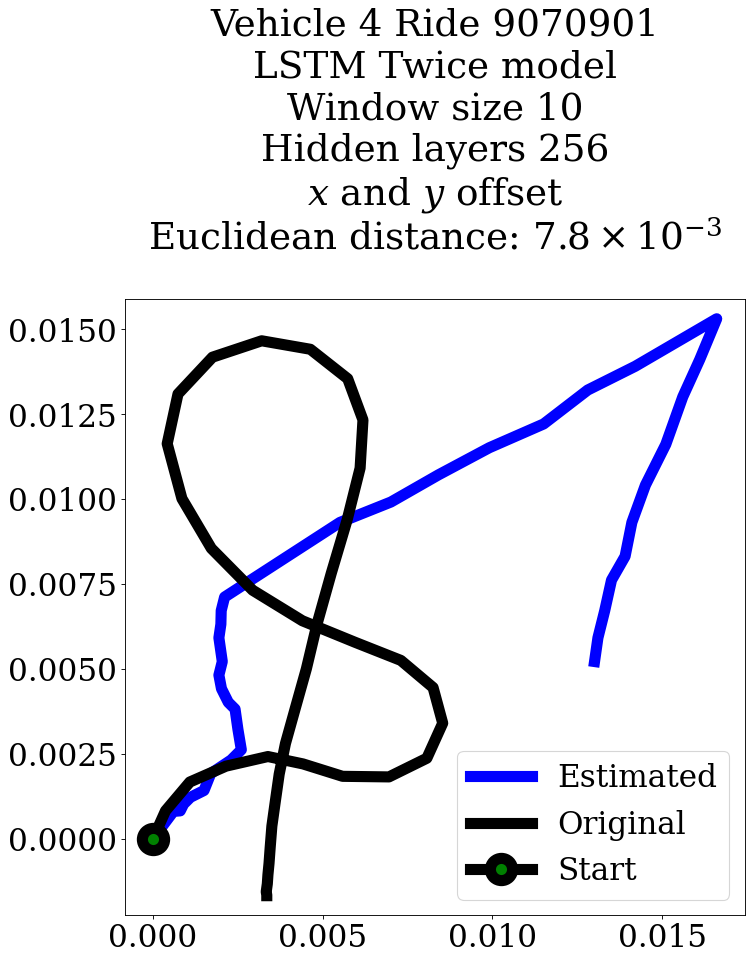 Vehicle 4 Ride 9070901
LSTM Twice model
Window size 10
Hidden layers 256
x and y offset
Euclidean distance: 7.8 × 10⁻³
0.0150
0.0125
0.0100
0.0075
0.0050
0.0025
0.0000
Estimated
Original
Start
0.000 0.005 0.010 0.015